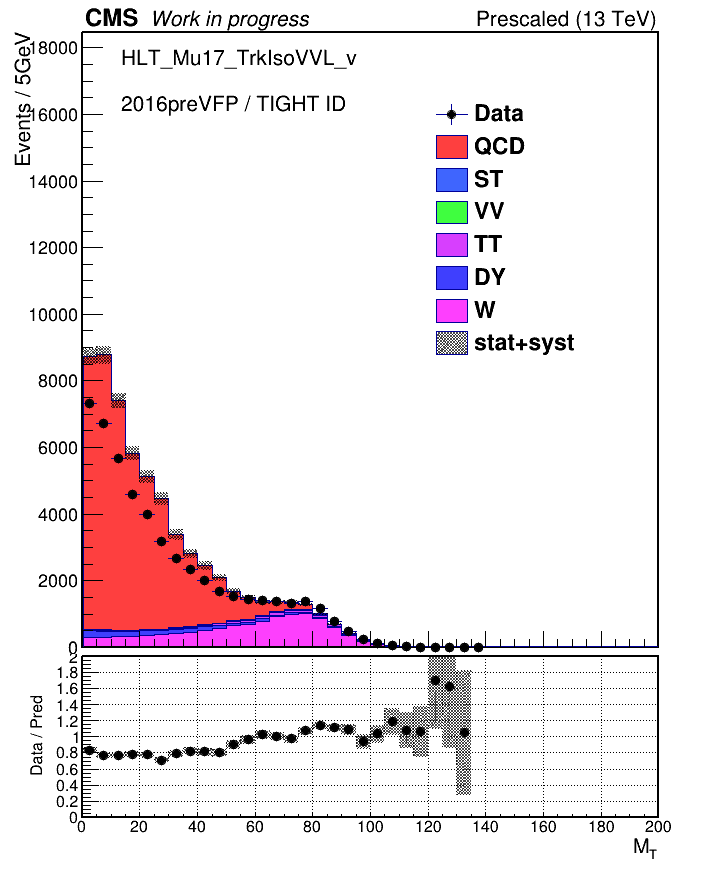 CMS Work in progress Prescaled (13 TeV)
Events / 5GeV
HLT_Mu17_TrkIsoVVL_v
2016preVFP / TIGHT ID
Data
QCD
ST
VV
TT
DY
W
stat+syst
18000
16000
14000
12000
10000
8000
6000
4000
2000
0
Data / Pred
2
1.8
1.6
1.4
1.2
1
0.8
0.6
0.4
0.2
0
0 20 40 60 80 100 120 140 160 180 200
M_T